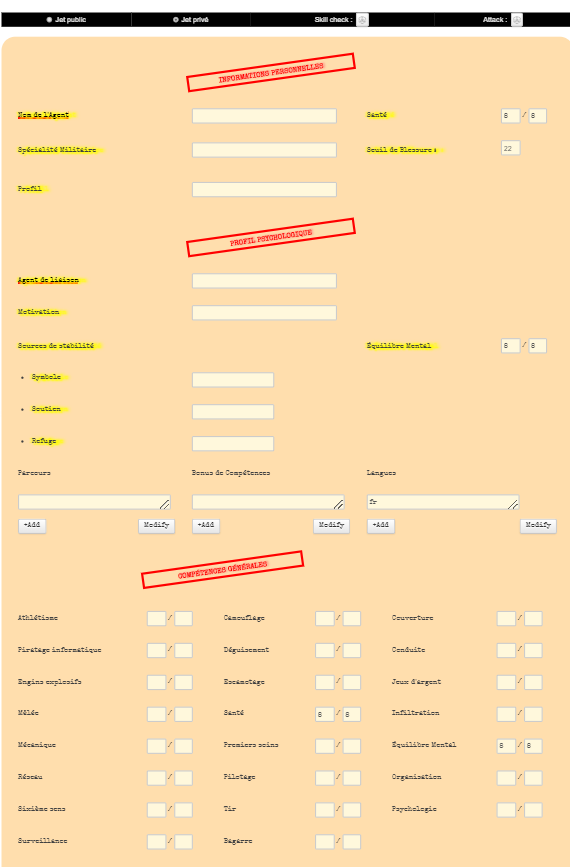 Jet public Jet privé Skill check : Attack :
INFORMATIONS PERSONNELLES
Nom de l'Agent Santé 8 / 8
Spécialité Militaire Seuil de Blessure : 22
Profil
PROFIL PSYCHOLOGIQUE
Agent de liaison
Motivation
Sources de stabilité Équilibre Mental 8 / 8
• Symbole
• Soutien
• Refuge
Parcours Bonus de Compétences Langues
fr
+Add Modify +Add Modify +Add Modify
COMPÉTENCES GÉNÉRALES
Athlétisme / Camouflage / Couverture /
Piratage informatique / Déguisement / Conduite /
Engins explosifs / Escamotage / Jeux d'argent /
Mêlée / Santé 8 / 8 Infiltration /
Mécanique / Premiers soins / Équilibre Mental 8 / 8
Réseau / Pilotage / Organisation /
Sixième sens / Tir / Psychologie /
Surveillance / Bagarre /